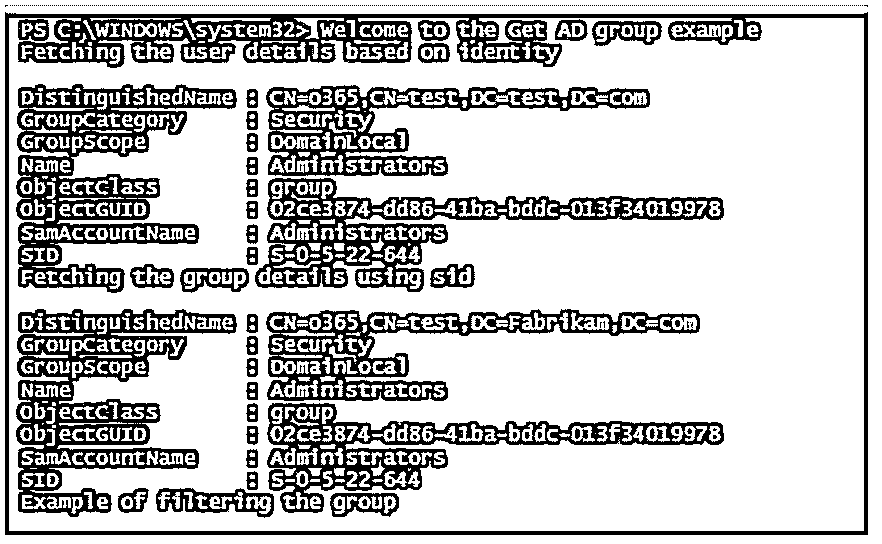 PS C:\WINDOWS\system32> Welcome to the Get AD group example
Fetching the user details based on identity
DistinguishedName : CN=o365,CN=test,DC=test,DC=com
GroupCategory : Security
GroupScope : DomainLocal
Name : Administrators
ObjectClass : group
ObjectGUID : 02ce3874-dd86-41ba-bddc-013f34019978
SamAccountName : Administrators
SID : S-0-5-22-644
Fetching the group details using sid
DistinguishedName : CN=o365,CN=test,DC=Fabrikam,DC=com
GroupCategory : Security
GroupScope : DomainLocal
Name : Administrators
ObjectClass : group
ObjectGUID : 02ce3874-dd86-41ba-bddc-013f34019978
SamAccountName : Administrators
SID : S-0-5-22-644
Example of filtering the group